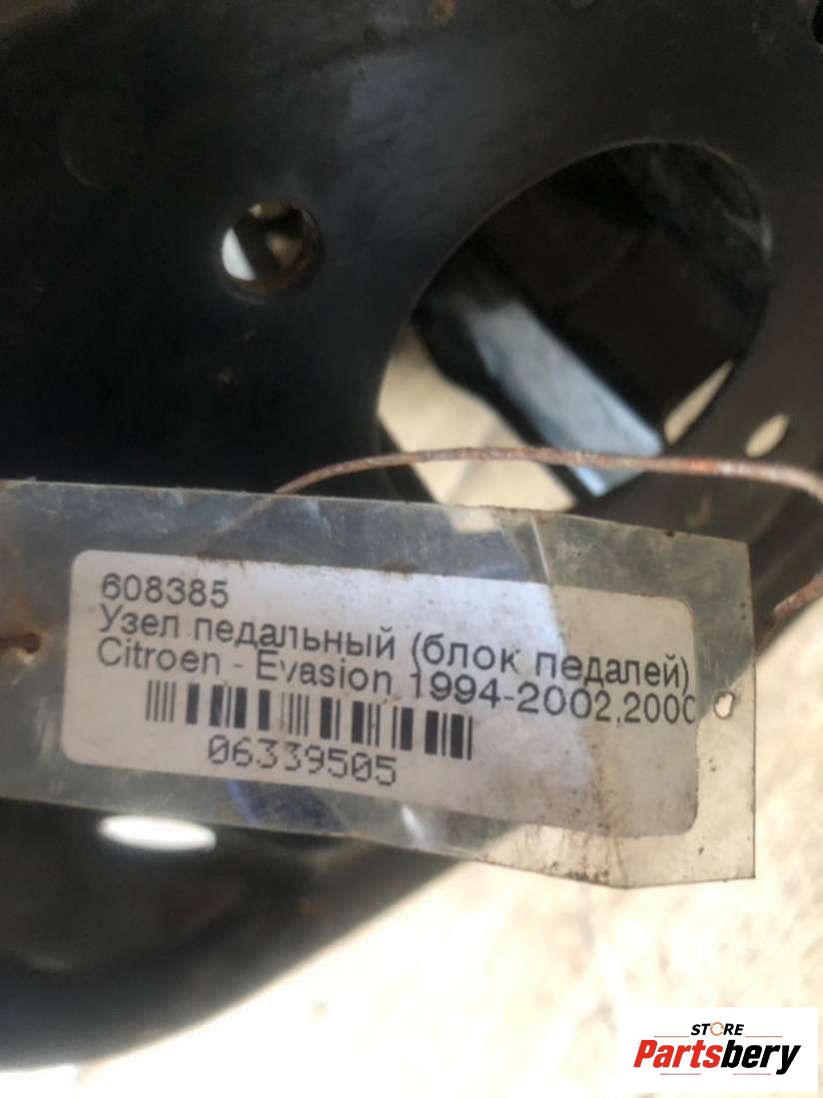 608385
Узел педальный (блок педалей)
Citroen - Evasion 1994-2002,2000
06339505
STORE
Partsbery